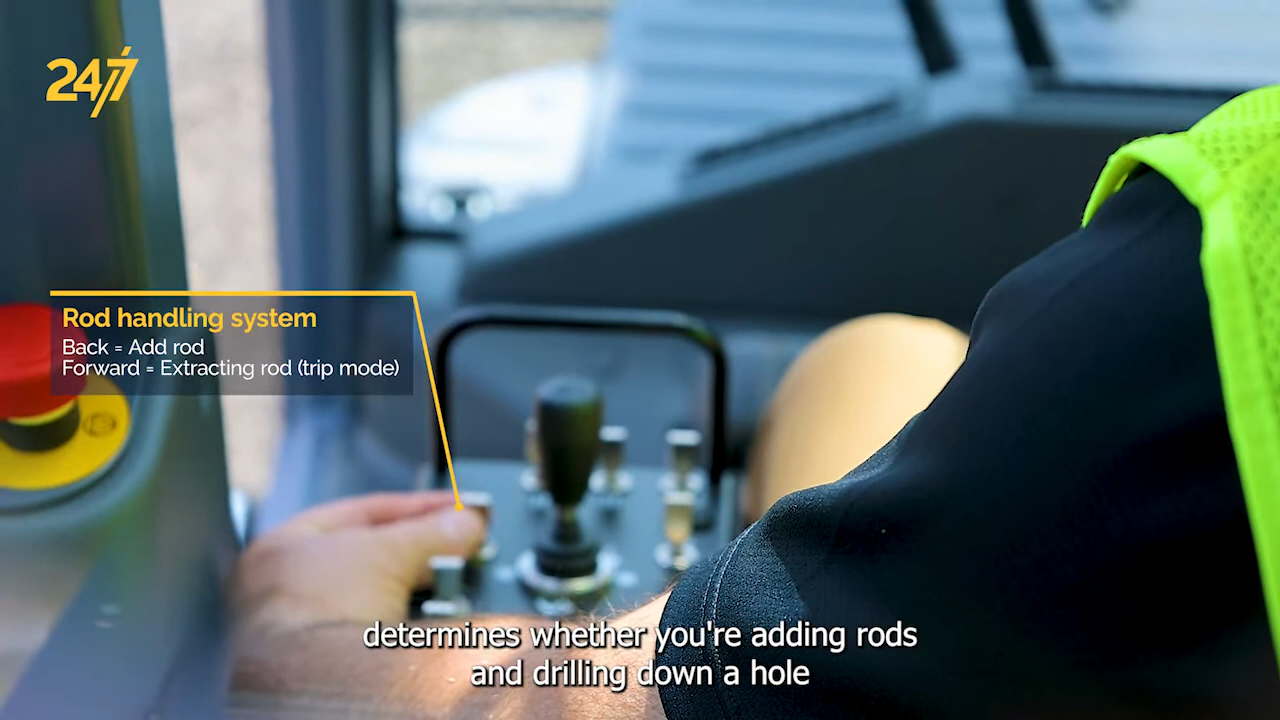 24/7
Rod handling system
Back = Add rod
Forward = Extracting rod (trip mode)
determines whether you're adding rods
and drilling down a hole